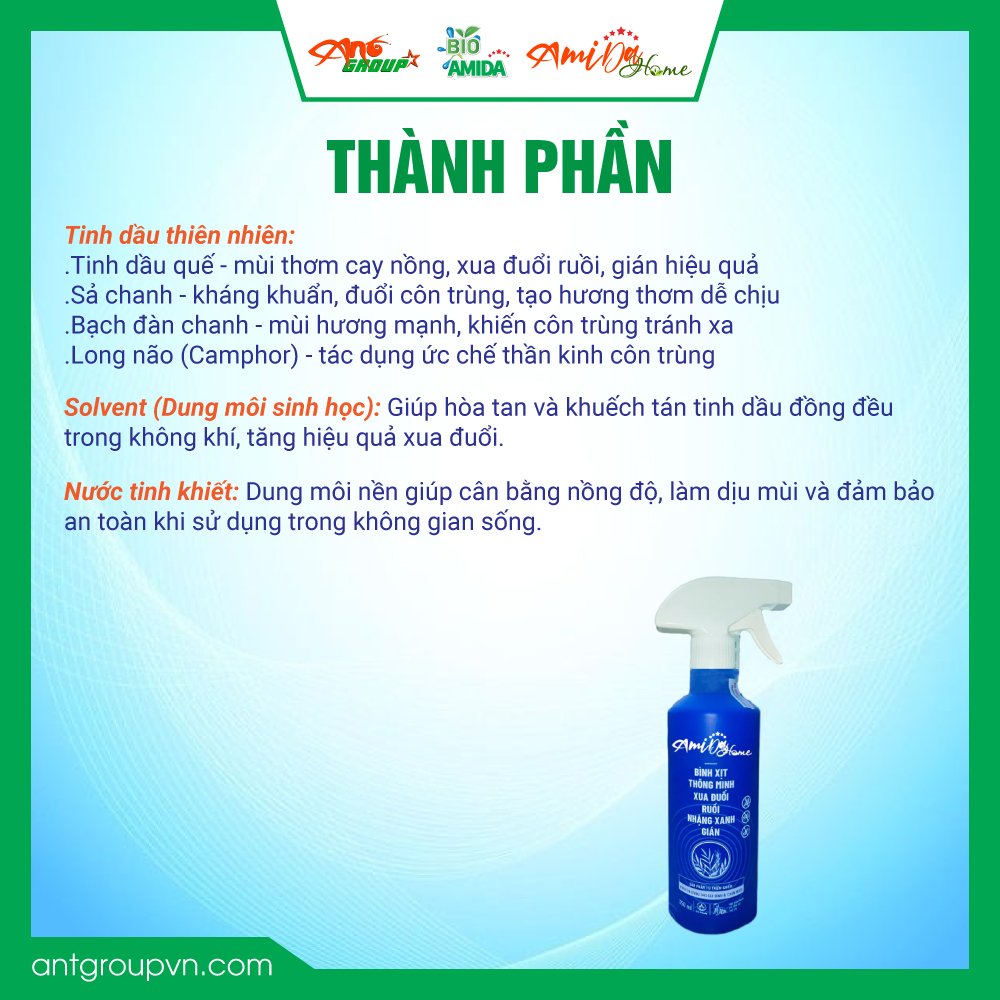 Ant GROUP
BIO AMIDA
AmiDa Home
THÀNH PHẦN
Tinh dầu thiên nhiên:
.Tinh dầu quế - mùi thơm cay nồng, xua đuổi ruồi, gián hiệu quả
.Sả chanh - kháng khuẩn, đuổi côn trùng, tạo hương thơm dễ chịu
.Bạch đàn chanh - mùi hương mạnh, khiến côn trùng tránh xa
.Long não (Camphor) - tác dụng ức chế thần kinh côn trùng
Solvent (Dung môi sinh học): Giúp hòa tan và khuếch tán tinh dầu đồng đều
trong không khí, tăng hiệu quả xua đuổi.
Nước tinh khiết: Dung môi nền giúp cân bằng nồng độ, làm dịu mùi và đảm bảo
an toàn khi sử dụng trong không gian sống.
AmiDa Home
BÌNH XỊT
THÔNG MINH
XUA ĐUỔI
RUỒI
NHẶNG XANH
GIÁN
SẢN PHẨM TỪ THIÊN NHIÊN
antgroupvn.com